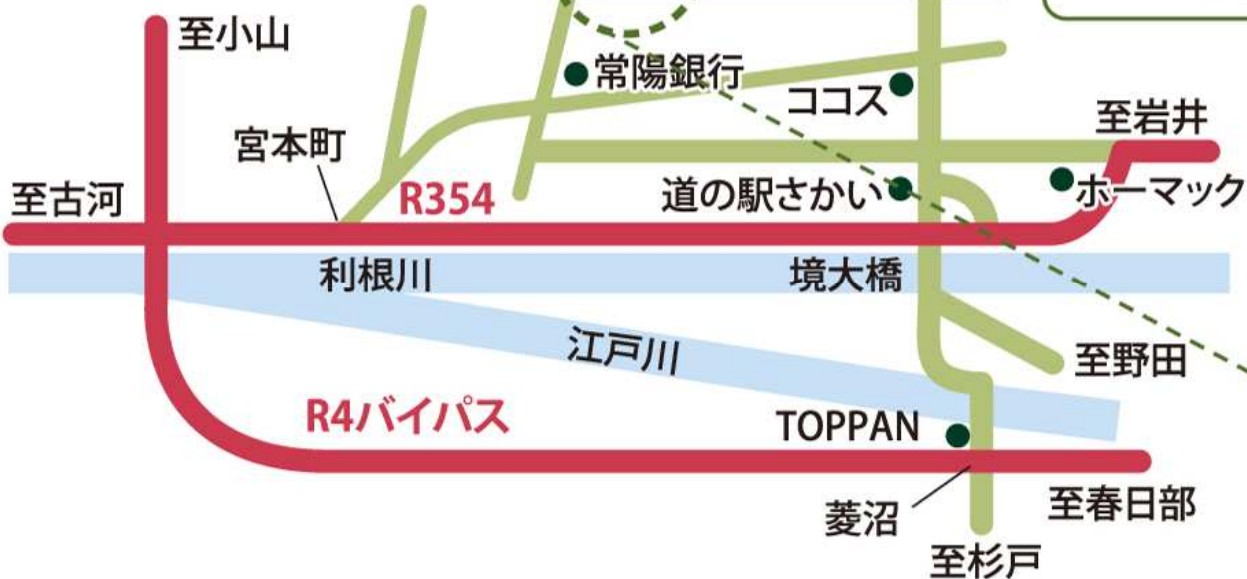 至小山
常陽銀行
ココス
至岩井
宮本町
至古河
R354
道の駅さかい
ホーマック
利根川
境大橋
江戸川
至野田
R4バイパス
TOPPAN
菱沼
至春日部
至杉戸